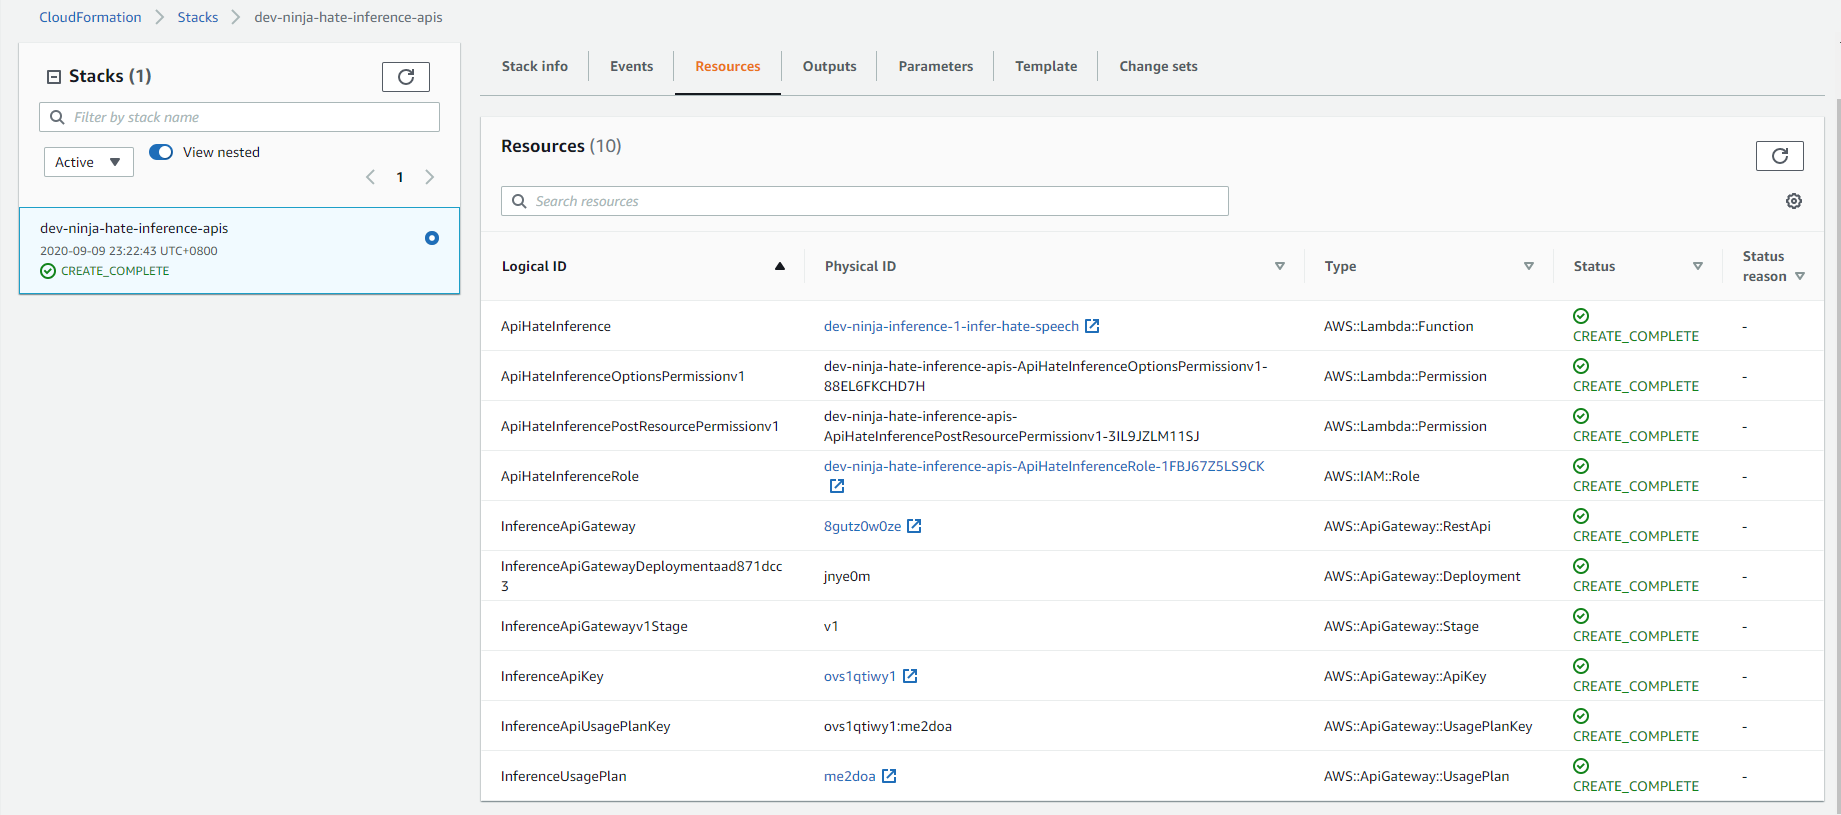 CloudFormation > Stacks > dev-ninja-hate-inference-apis
Stacks (1)
Filter by stack name
Active
View nested
1
dev-ninja-hate-inference-apis
2020-09-09 23:22:43 UTC+0800
CREATE_COMPLETE
Stack info
Events
Resources
Outputs
Parameters
Template
Change sets
Resources (10)
Search resources
Logical ID
Physical ID
Type
Status
Status
reason
ApiHateInference
dev-ninja-inference-1-infer-hate-speech
AWS::Lambda::Function
CREATE_COMPLETE
-
ApiHateInferenceOptionsPermissionv1
dev-ninja-hate-inference-apis-ApiHateInferenceOptionsPermissionv1-
88EL6FKCHD7H
AWS::Lambda::Permission
CREATE_COMPLETE
-
ApiHateInferencePostResourcePermissionv1
dev-ninja-hate-inference-apis-
ApiHateInferencePostResourcePermissionv1-3IL9JZLM11SJ
AWS::Lambda::Permission
CREATE_COMPLETE
-
ApiHateInferenceRole
dev-ninja-hate-inference-apis-ApiHateInferenceRole-1FBJ67Z5LS9CK
AWS::IAM::Role
CREATE_COMPLETE
-
InferenceApiGateway
8gutz0w0ze
AWS::ApiGateway::RestApi
CREATE_COMPLETE
-
InferenceApiGatewayDeploymentaad871dcc
3
jnye0m
AWS::ApiGateway::Deployment
CREATE_COMPLETE
-
InferenceApiGatewayv1Stage
v1
AWS::ApiGateway::Stage
CREATE_COMPLETE
-
InferenceApiKey
ovs1qtiwy1
AWS::ApiGateway::ApiKey
CREATE_COMPLETE
-
InferenceApiUsagePlanKey
ovs1qtiwy1:me2doa
AWS::ApiGateway::UsagePlanKey
CREATE_COMPLETE
-
InferenceUsagePlan
me2doa
AWS::ApiGateway::UsagePlan
CREATE_COMPLETE
-